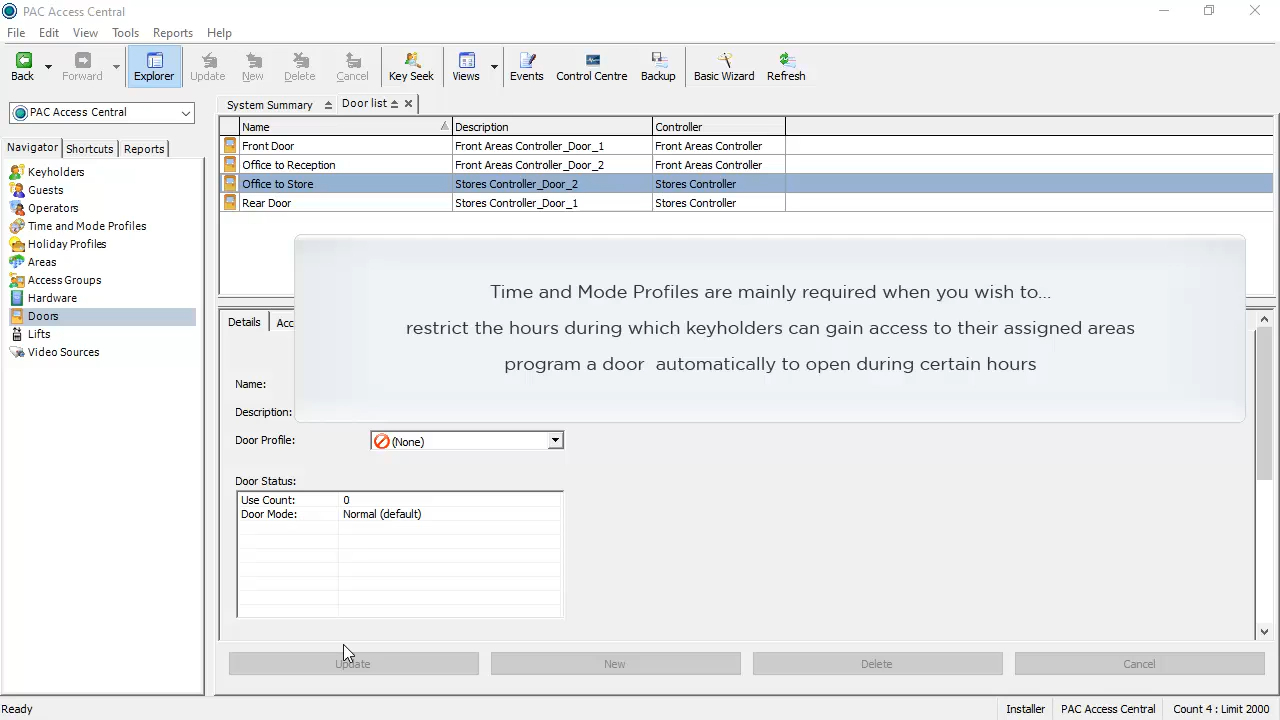 PAC Access Central
File Edit View Tools Reports Help
Back Forward Explorer Update New Delete Cancel Key Seek Views Events Control Centre Backup Basic Wizard Refresh
PAC Access Central
System Summary Door list
Navigator Shortcuts Reports
Name Description Controller
Front Door Front Areas Controller_Door_1 Front Areas Controller
Office to Reception Front Areas Controller_Door_2 Front Areas Controller
Office to Store Stores Controller_Door_2 Stores Controller
Rear Door Stores Controller_Door_1 Stores Controller
Keyholders
Guests
Operators
Time and Mode Profiles
Holiday Profiles
Areas
Access Groups
Hardware
Doors
Lifts
Video Sources
Time and Mode Profiles are mainly required when you wish to...
restrict the hours during which keyholders can gain access to their assigned areas
program a door automatically to open during certain hours
Details Acc
Name:
Description:
Door Profile: (None)
Door Status:
Use Count: 0
Door Mode: Normal (default)
Update New Delete Cancel
Ready Installer PAC Access Central Count 4 : Limit 2000